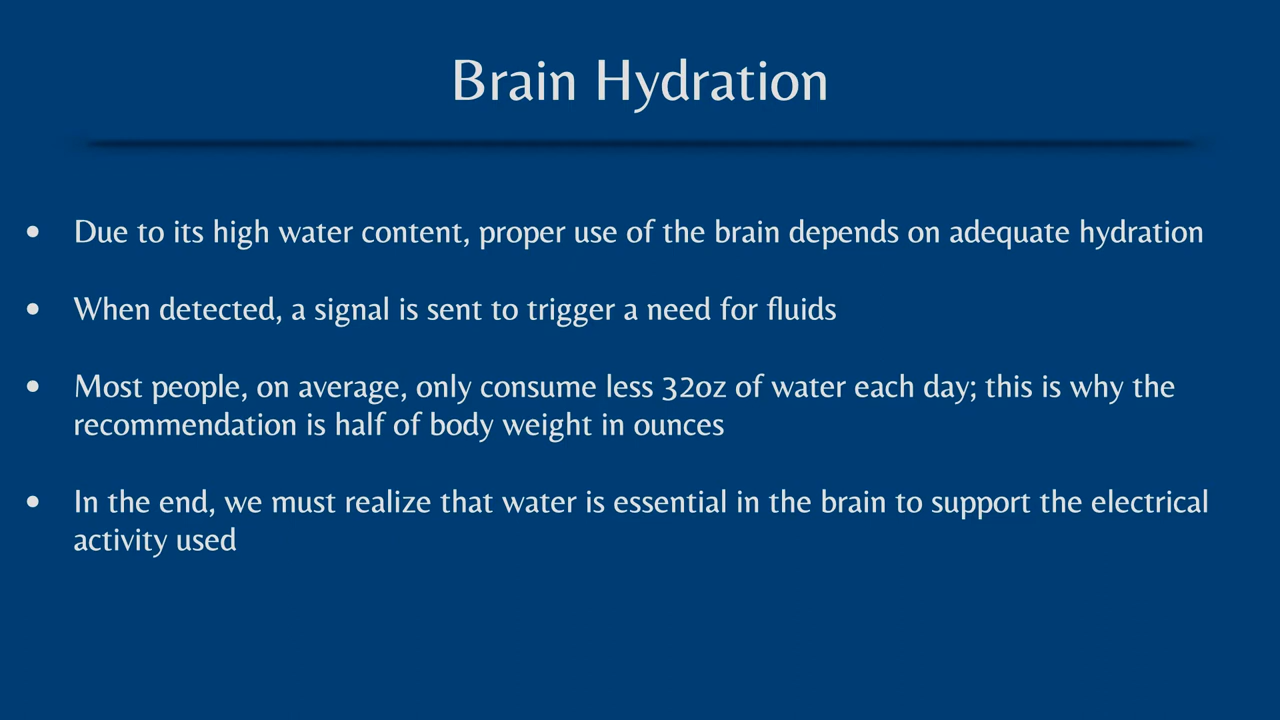 Brain Hydration
• Due to its high water content, proper use of the brain depends on adequate hydration
• When detected, a signal is sent to trigger a need for fluids
• Most people, on average, only consume less 32oz of water each day; this is why the
recommendation is half of body weight in ounces
• In the end, we must realize that water is essential in the brain to support the electrical
activity used